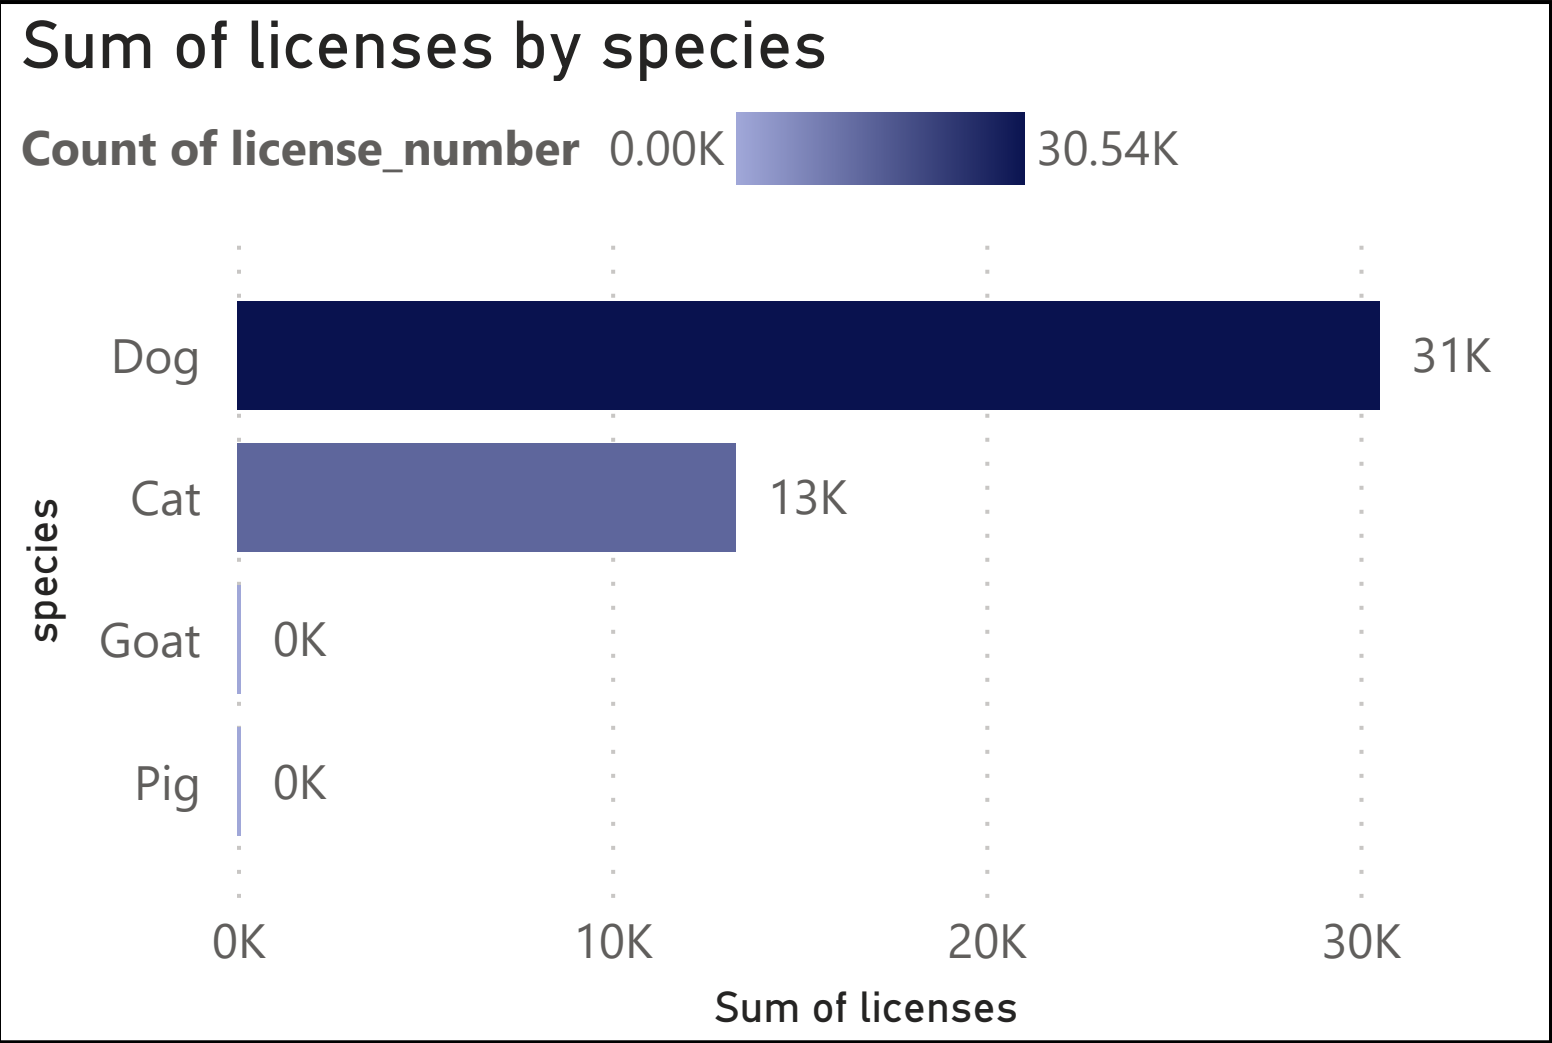 Sum of licenses by species
Count of license_number 0.00K 30.54K
species
Dog 31K
Cat 13K
Goat 0K
Pig 0K
0K 10K 20K 30K
Sum of licenses